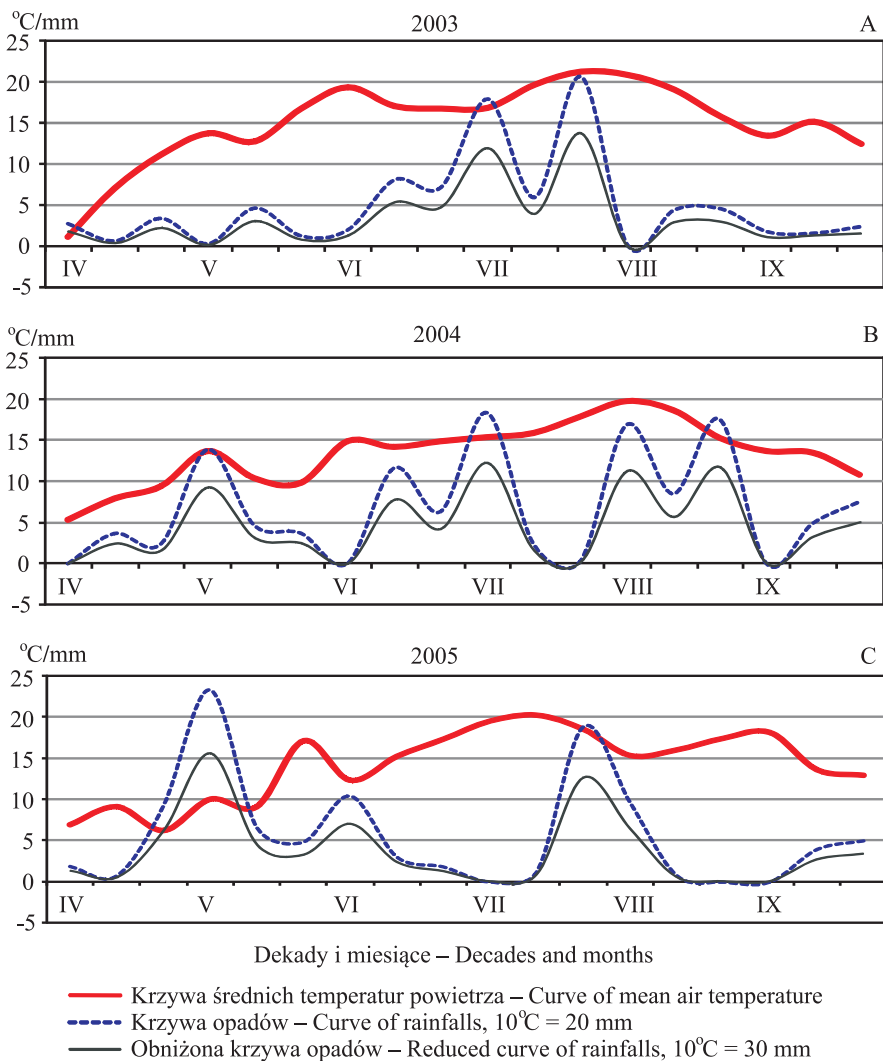 °C/mm 2003 A
25
20
15
10
5
0
-5
IV V VI VII VIII IX
°C/mm 2004 B
25
20
15
10
5
0
-5
IV V VI VII VIII IX
°C/mm 2005 C
25
20
15
10
5
0
-5
IV V VI VII VIII IX
Dekady i miesiące – Decades and months
Krzywa średnich temperatur powietrza – Curve of mean air temperature
Krzywa opadów – Curve of rainfalls, 10°C = 20 mm
Obniżona krzywa opadów – Reduced curve of rainfalls, 10°C = 30 mm